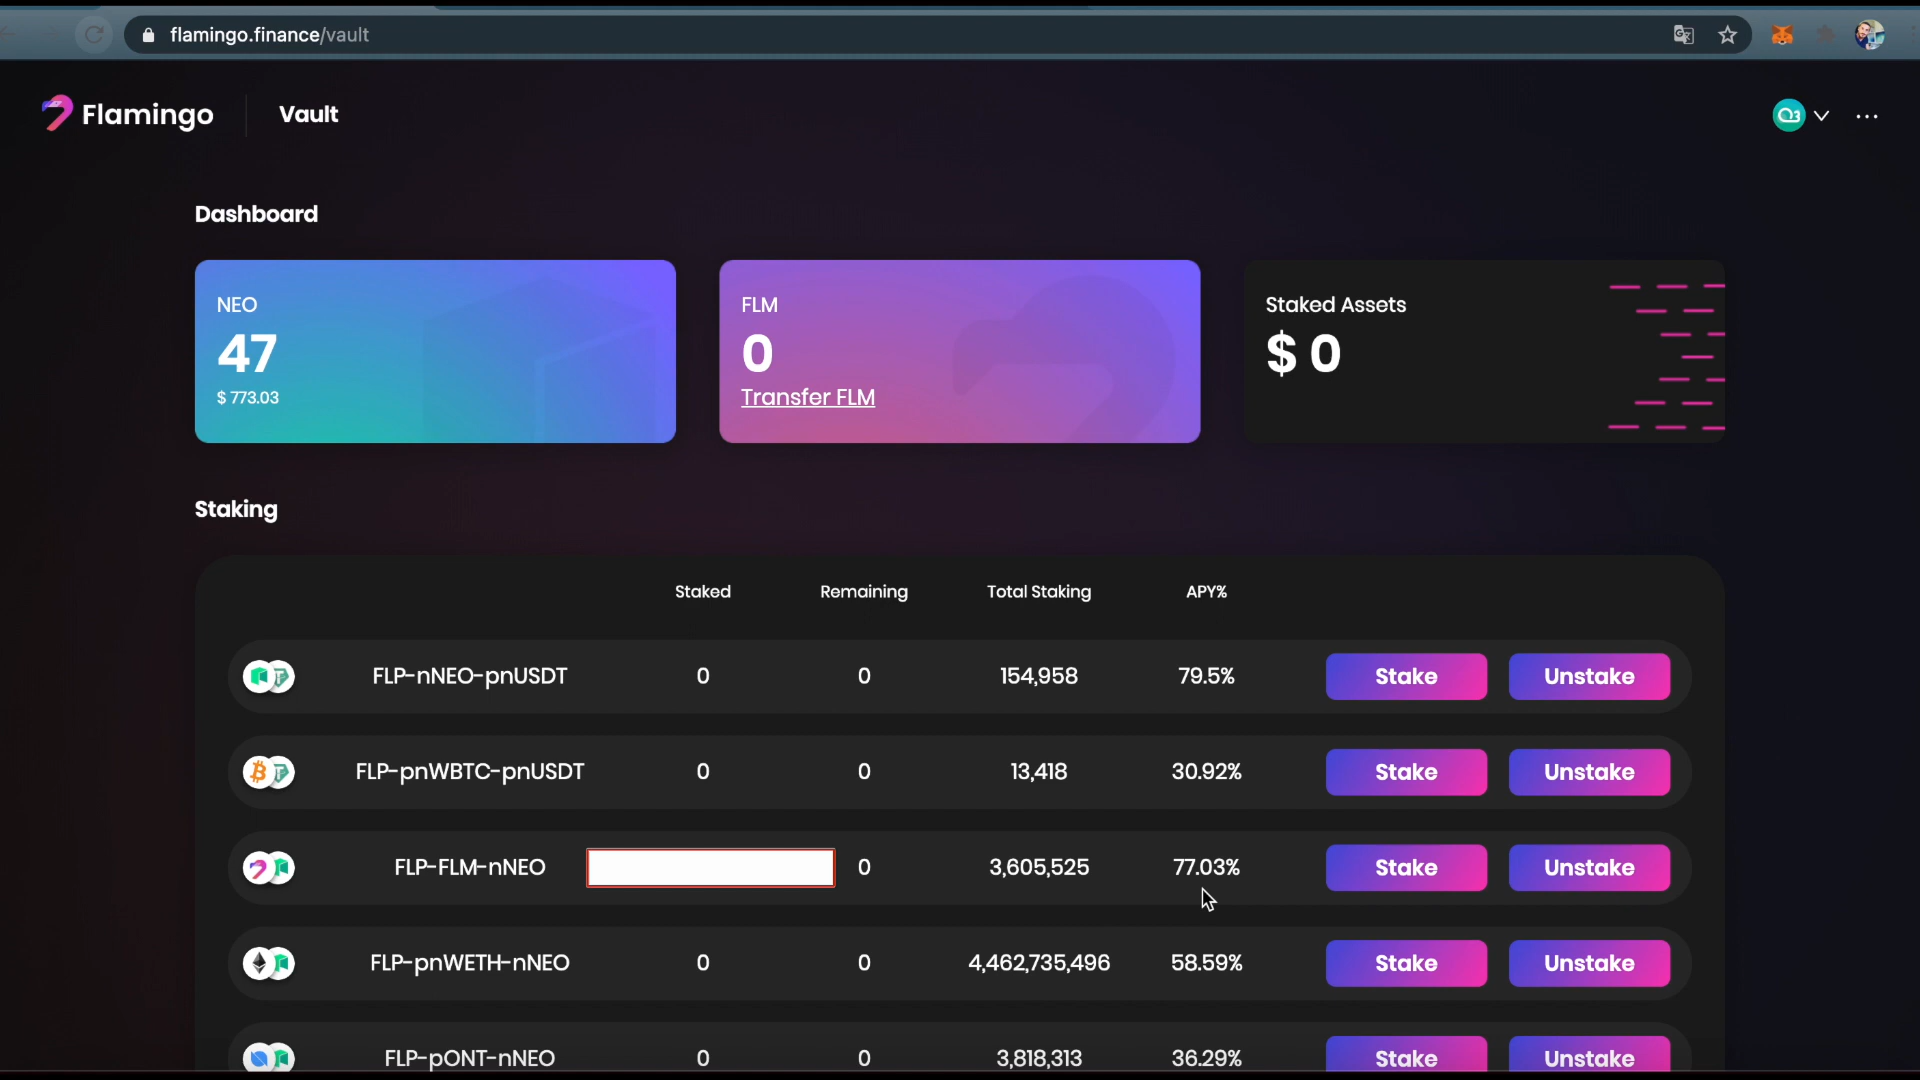 flamingo.finance/vault
Flamingo Vault
Dashboard
NEO
47
$ 773.03
FLM
0
Transfer FLM
Staked Assets
$ 0
Staking
Staked Remaining Total Staking APY%
FLP-nNEO-pnUSDT 0 0 154,958 79.5% Stake Unstake
FLP-pnWBTC-pnUSDT 0 0 13,418 30.92% Stake Unstake
FLP-FLM-nNEO 0 3,605,525 77.03% Stake Unstake
FLP-pnWETH-nNEO 0 0 4,462,735,496 58.59% Stake Unstake
FLP-pONT-nNEO 0 0 3,818,313 36.29% Stake Unstake